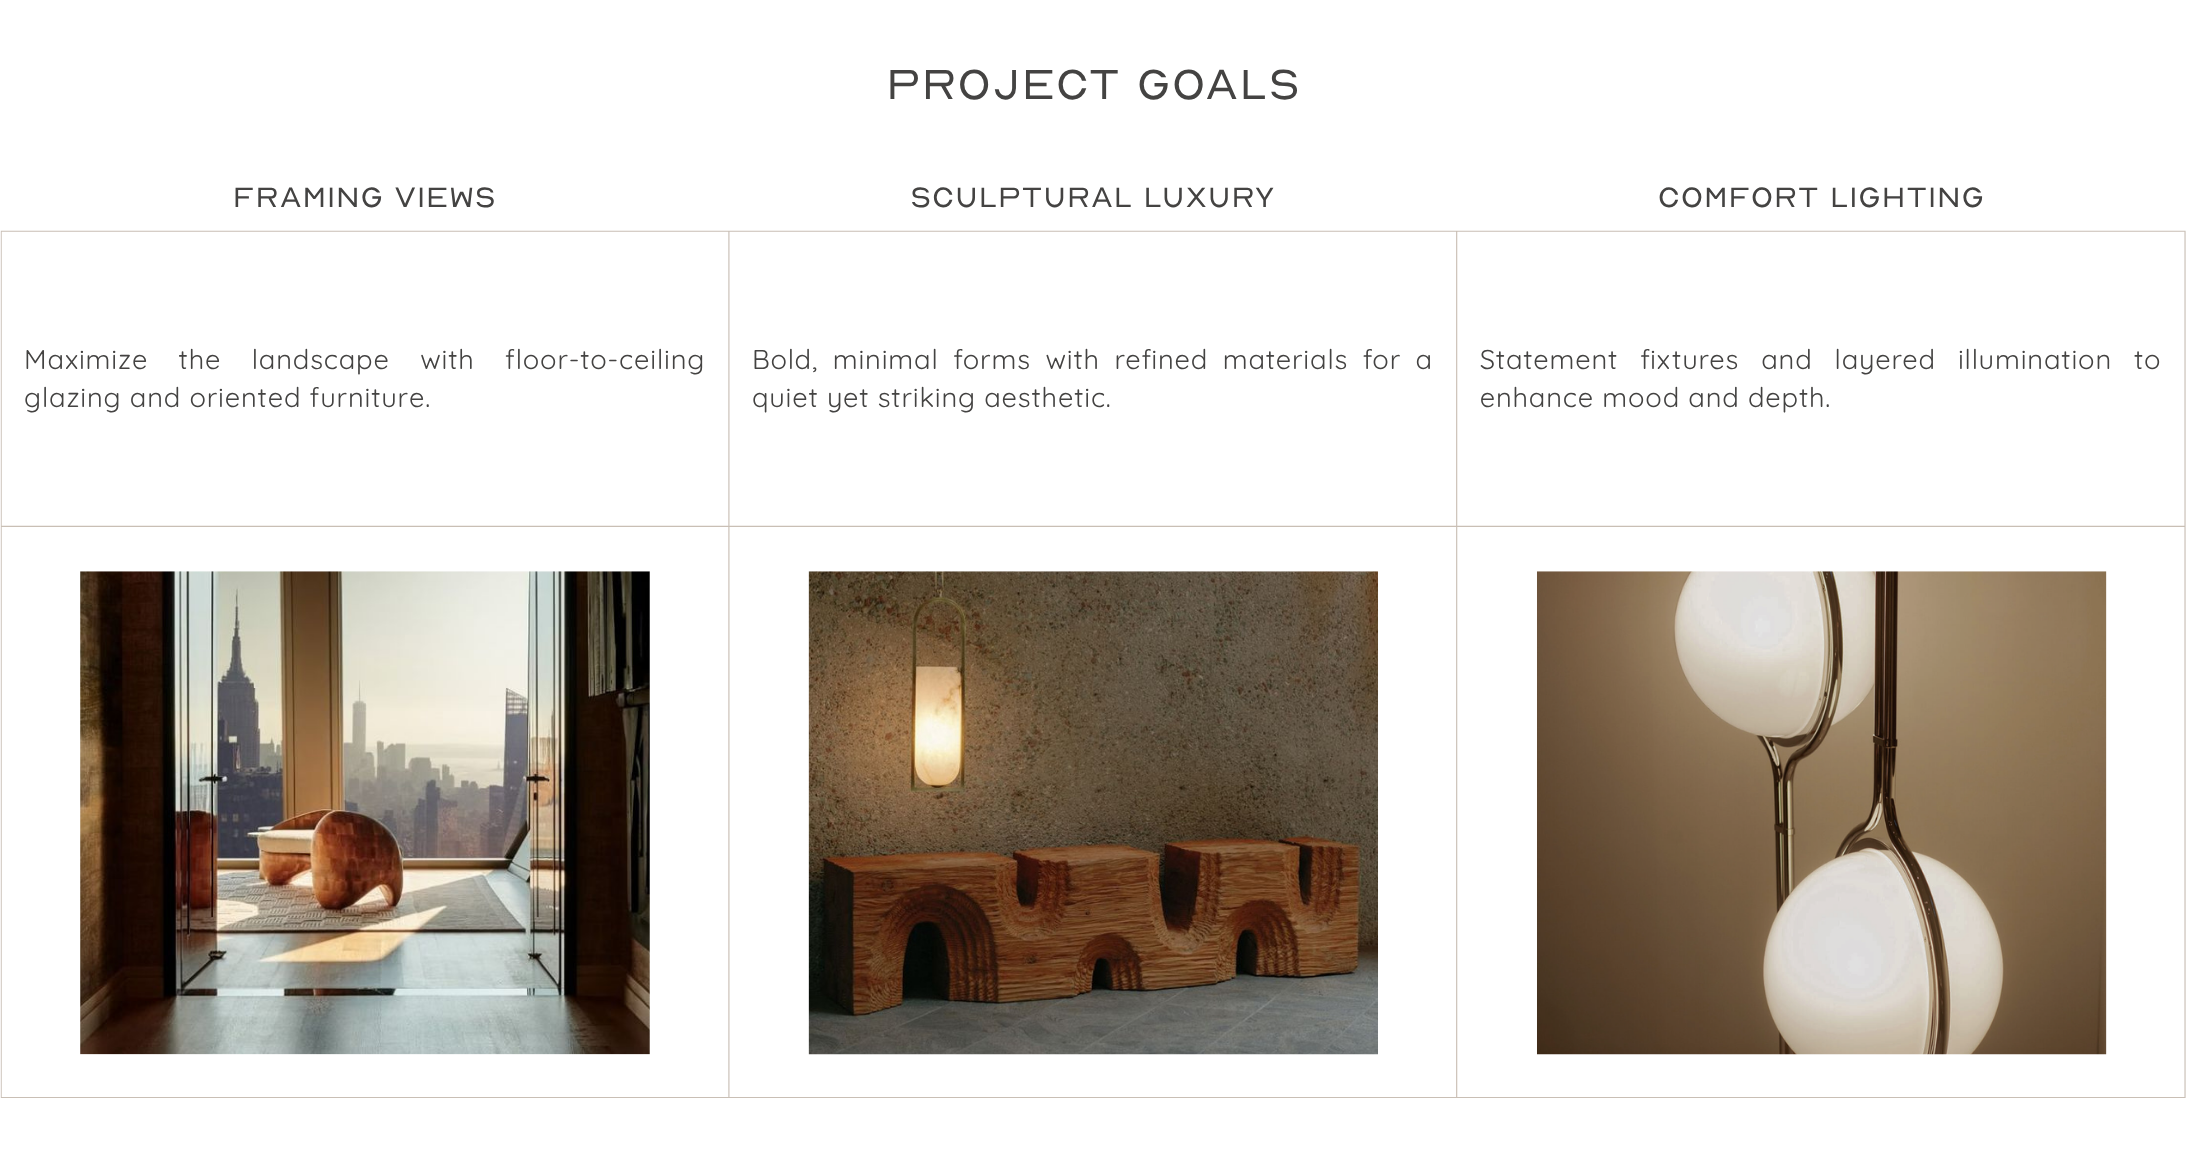 PROJECT GOALS
FRAMING VIEWS
SCULPTURAL LUXURY
COMFORT LIGHTING
Maximize the landscape with floor-to-ceiling
glazing and oriented furniture.
Bold, minimal forms with refined materials for a
quiet yet striking aesthetic.
Statement fixtures and layered illumination to
enhance mood and depth.